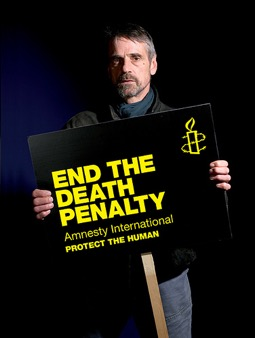 END THE
DEATH
PENALTY
Amnesty International
PROTECT THE HUMAN